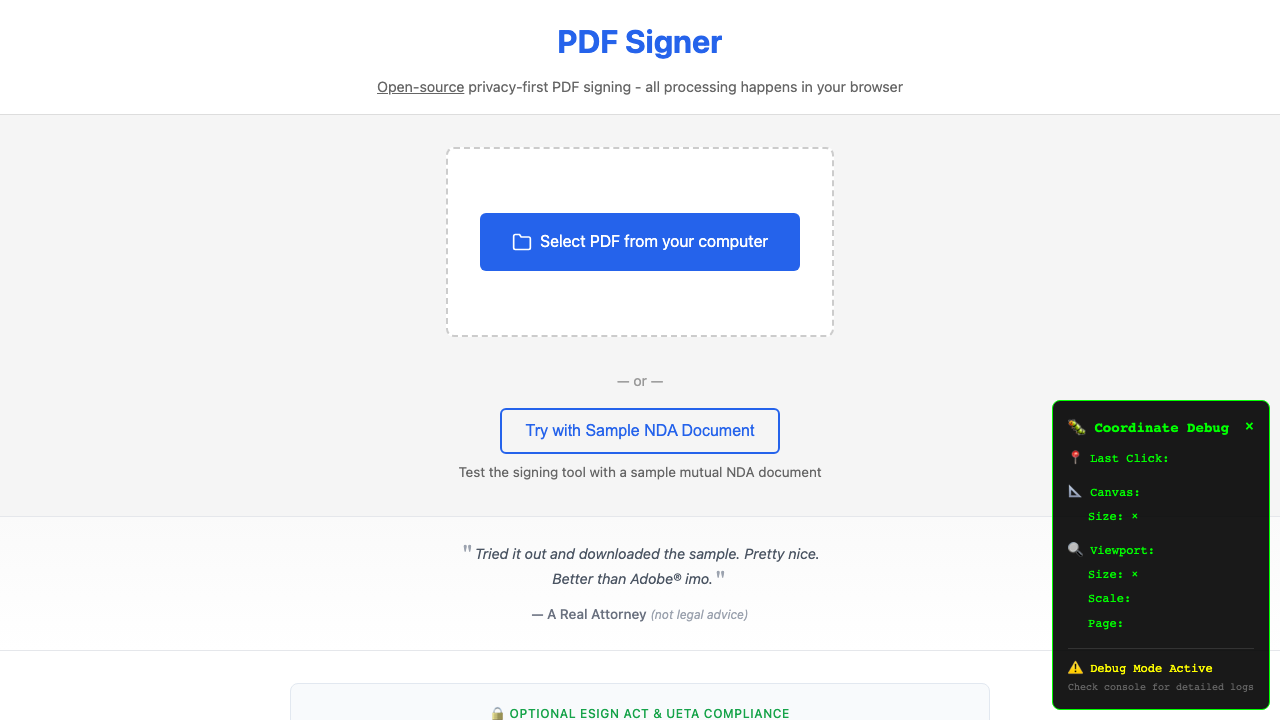 PDF Signer
Open-source privacy-first PDF signing - all processing happens in your browser
Select PDF from your computer
— or —
Try with Sample NDA Document
Test the signing tool with a sample mutual NDA document
" Tried it out and downloaded the sample. Pretty nice.
Better than Adobe® imo. "
— A Real Attorney (not legal advice)
OPTIONAL ESIGN ACT & UETA COMPLIANCE
Coordinate Debug ×
Last Click:
Canvas:
Size: ×
Viewport:
Size: ×
Scale:
Page:
Debug Mode Active
Check console for detailed logs